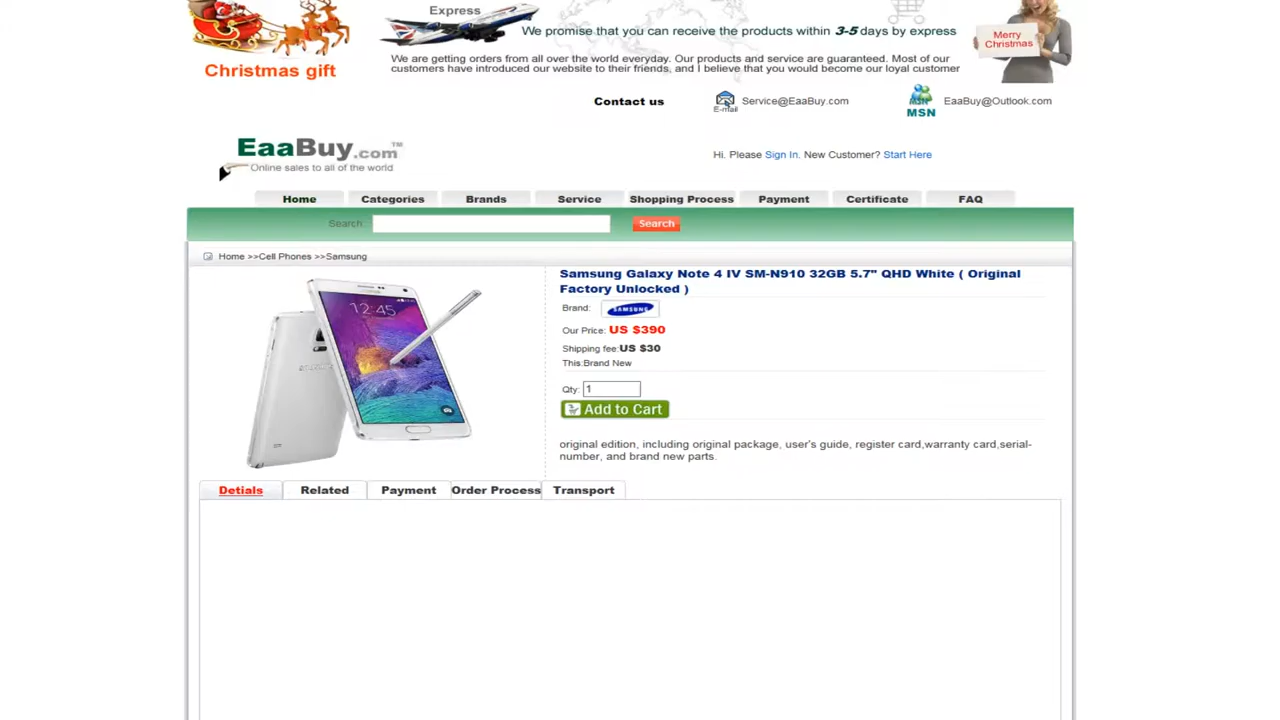 Express
We promise that you can receive the products within 3-5 days by express
Merry
Christmas
Christmas gift
We are getting orders from all over the world everyday. Our products and service are guaranteed. Most of our
customers have introduced our website to their friends, and I believe that you would become our loyal customer
Contact us
E-mail
Service@EaaBuy.com
MSN
EaaBuy@Outlook.com
EaaBuy.com™
Online sales to all of the world
Hi. Please Sign In. New Customer? Start Here
Home Categories Brands Service Shopping Process Payment Certificate FAQ
Search: Search
Home >>Cell Phones >>Samsung
Samsung Galaxy Note 4 IV SM-N910 32GB 5.7" QHD White ( Original
Factory Unlocked )
Brand: SAMSUNG
Our Price: US $390
Shipping fee:US $30
This:Brand New
Qty: 1
Add to Cart
original edition, including original package, user's guide, register card,warranty card,serial-
number, and brand new parts.
12:45
SAMSUNG
Detials Related Payment Order Process Transport